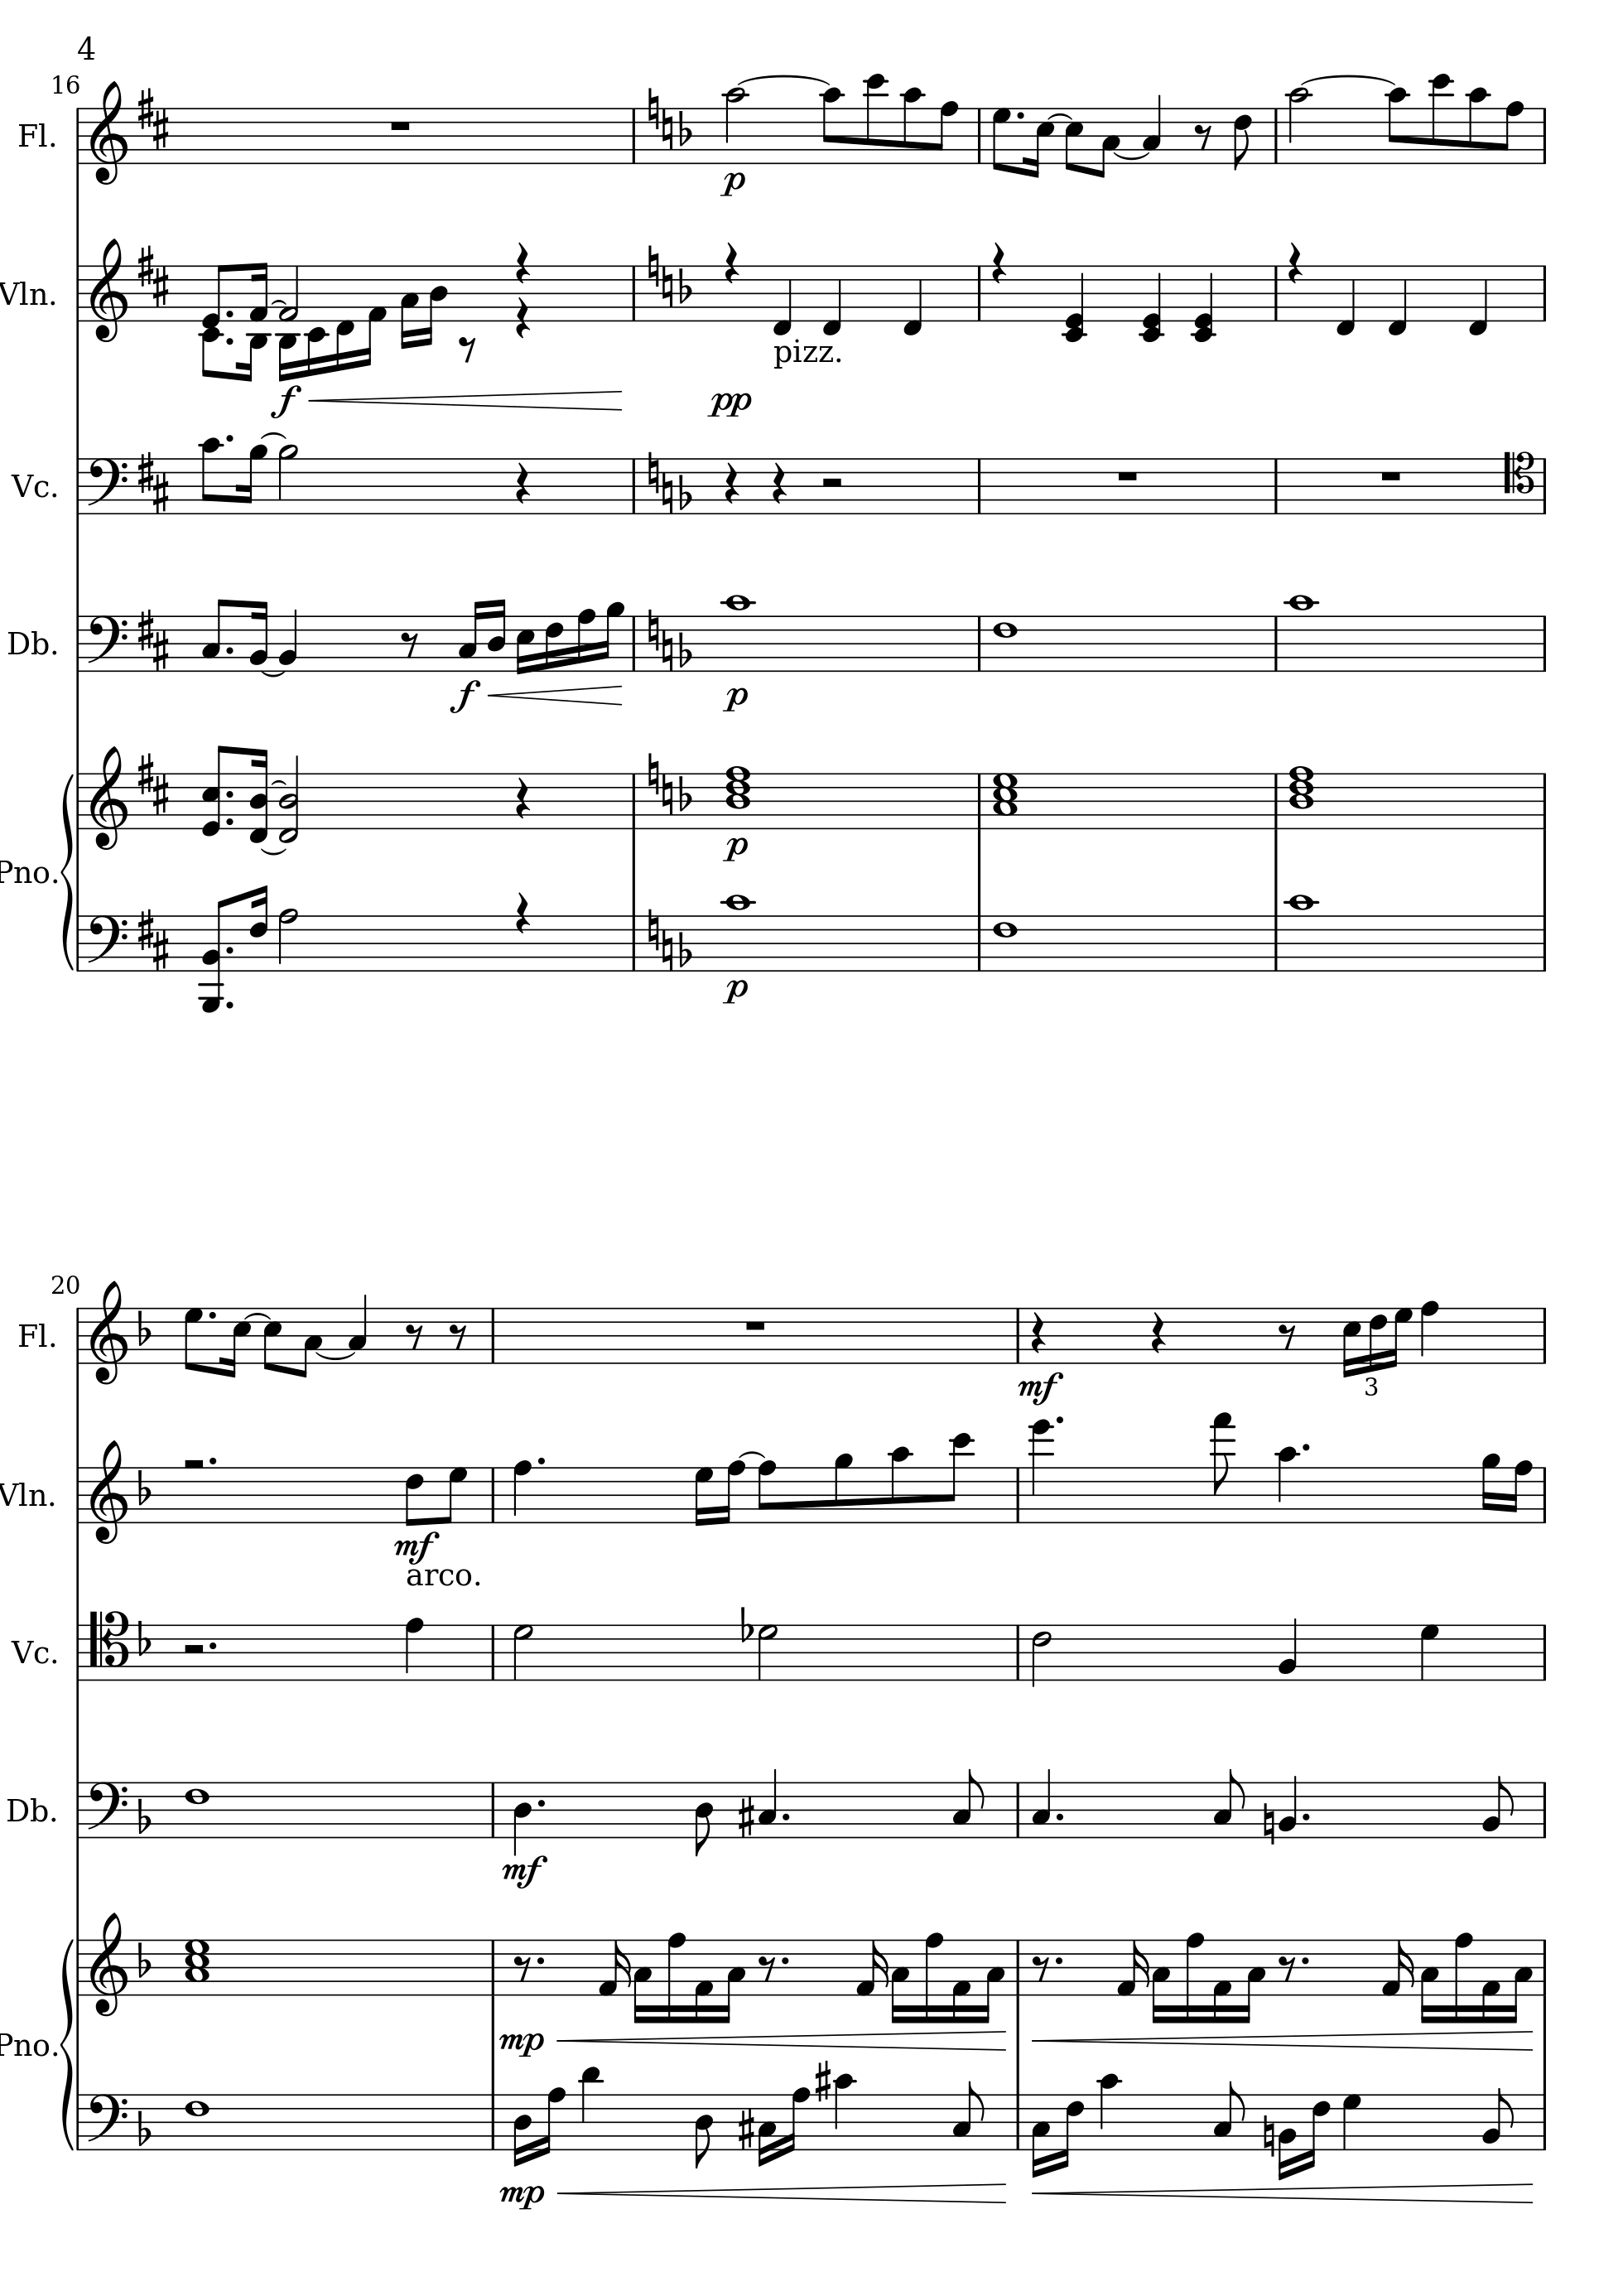 4
16
Fl.
p
Vln.
pizz.
f
pp
Vc.
Db.
f
p
p
Pno.
p
20
Fl.
mf
3
Vln.
mf
arco.
Vc.
Db.
mf
mp
Pno.
mp